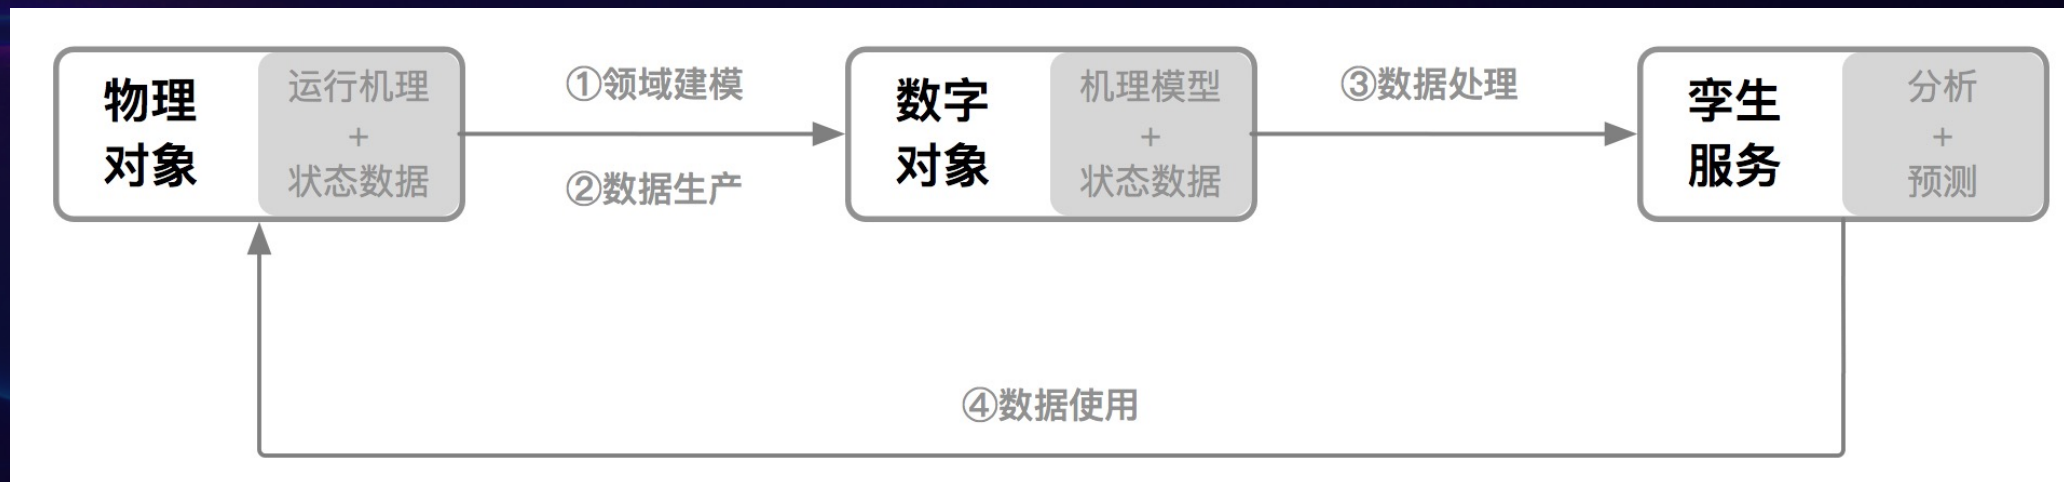 物理
对象
运行机理
+
状态数据
①领域建模
②数据生产
数字
对象
机理模型
+
状态数据
③数据处理
孪生
服务
分析
+
预测
④数据使用